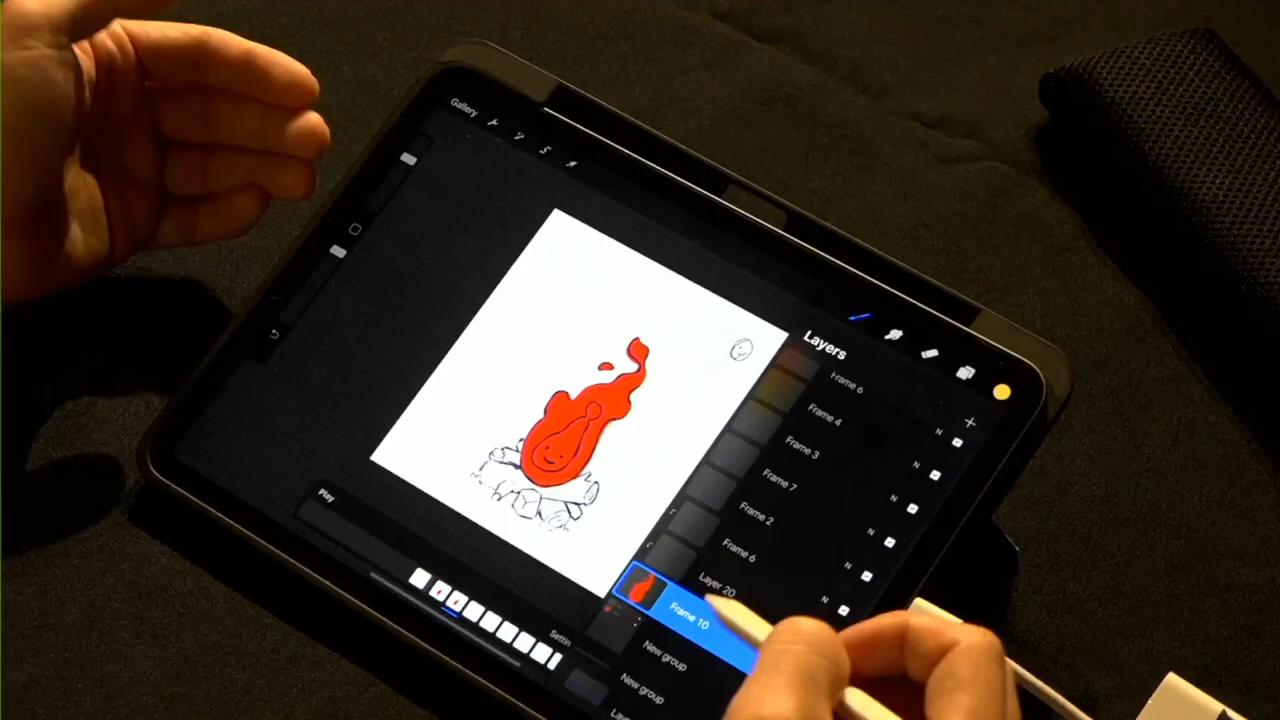 Gallery
Layers
Frame 6
Frame 4
N
Frame 3
N
Frame 7
N
Frame 2
N
Frame 6
N
Layer 20
N
Frame 10
New group
New group
Play